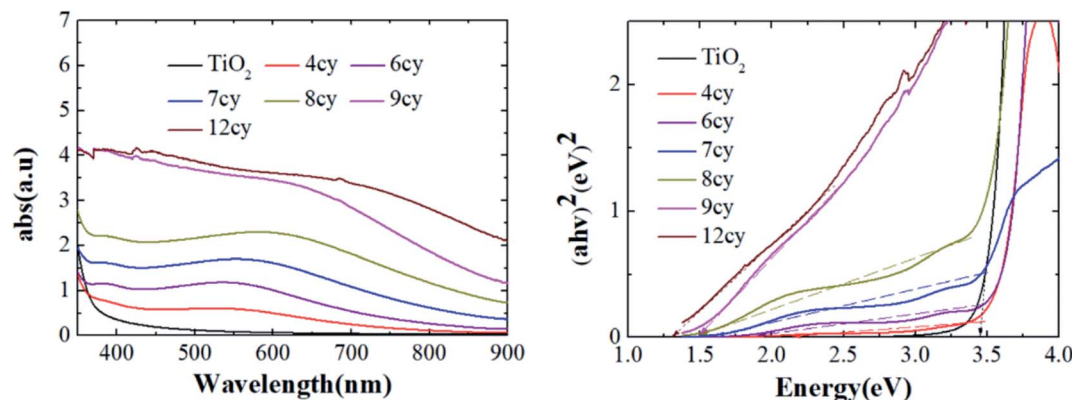 7
6
5
4
3
2
1
0
abs(a.u)
TiO₂ 4cy 6cy
7cy 8cy 9cy
12cy
400 500 600 700 800 900
Wavelength(nm)
2
1
0
(ahv)²(eV)²
TiO₂
4cy
6cy
7cy
8cy
9cy
12cy
1.0 1.5 2.0 2.5 3.0 3.5 4.0
Energy(eV)